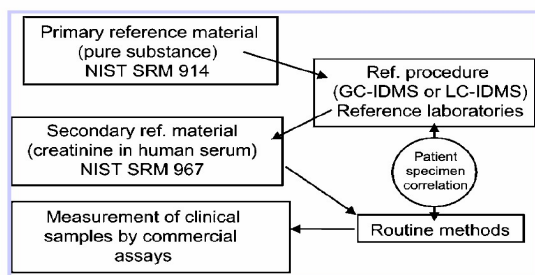 Primary reference material
(pure substance)
NIST SRM 914
Ref. procedure
(GC-IDMS or LC-IDMS)
Reference laboratories
Secondary ref. material
(creatinine in human serum)
NIST SRM 967
Patient
specimen
correlation
Measurement of clinical
samples by commercial
assays
Routine methods